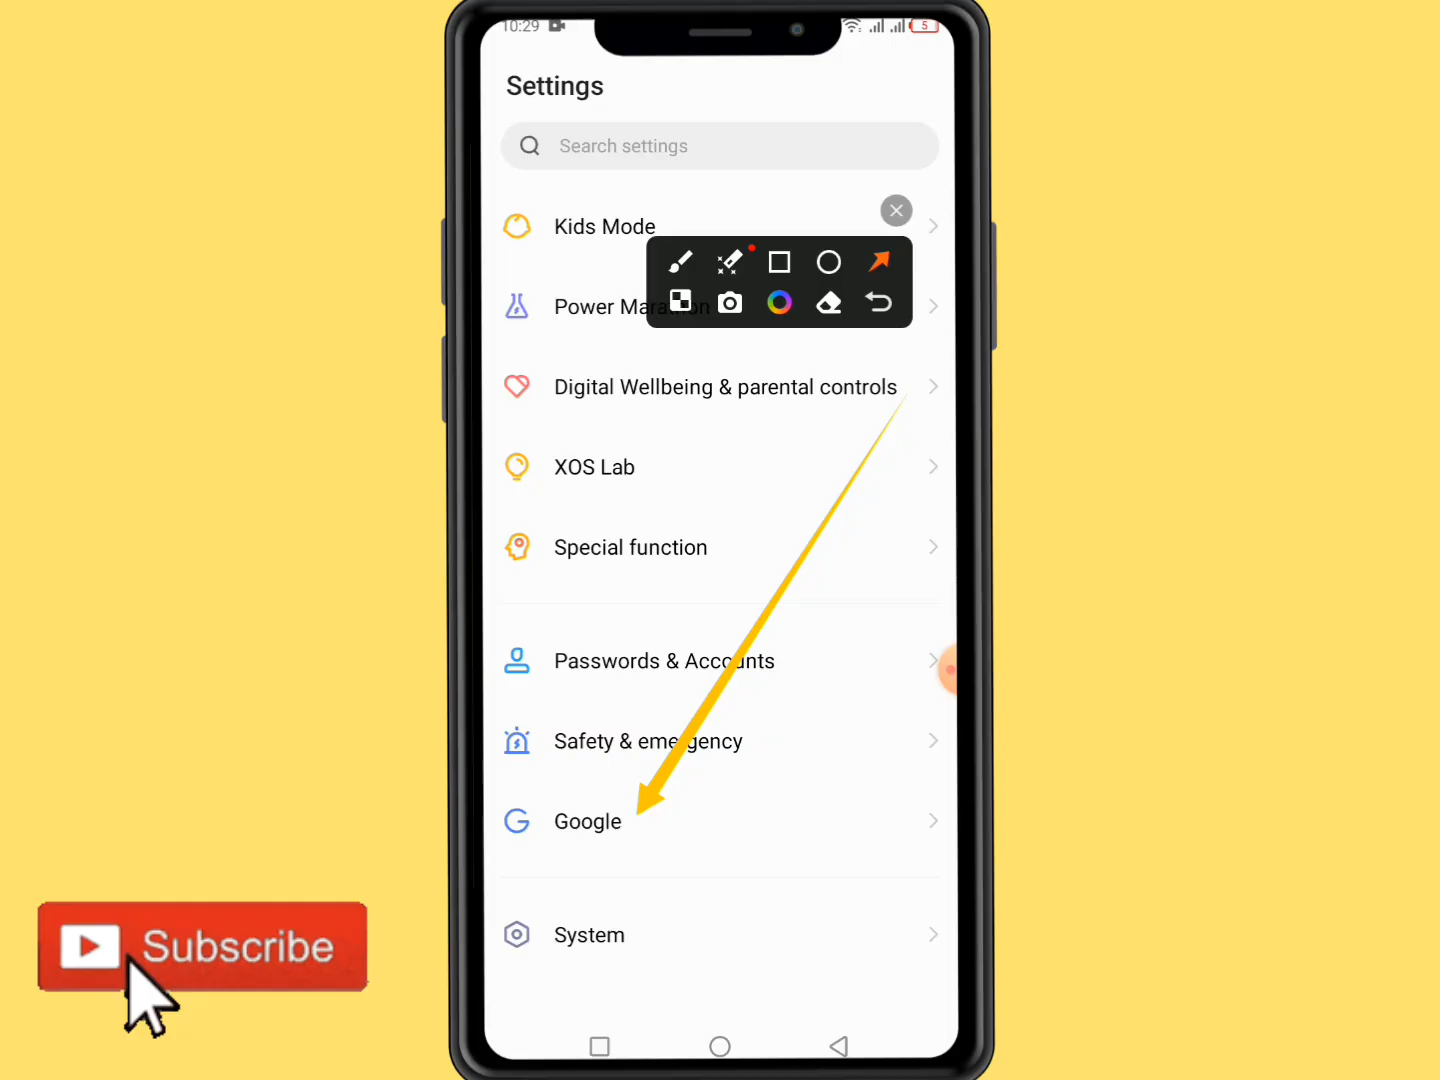 10:29
5
Settings
Search settings
Kids Mode
Power Marathon
Digital Wellbeing & parental controls
XOS Lab
Special function
Passwords & Accounts
Safety & emergency
Google
System
Subscribe